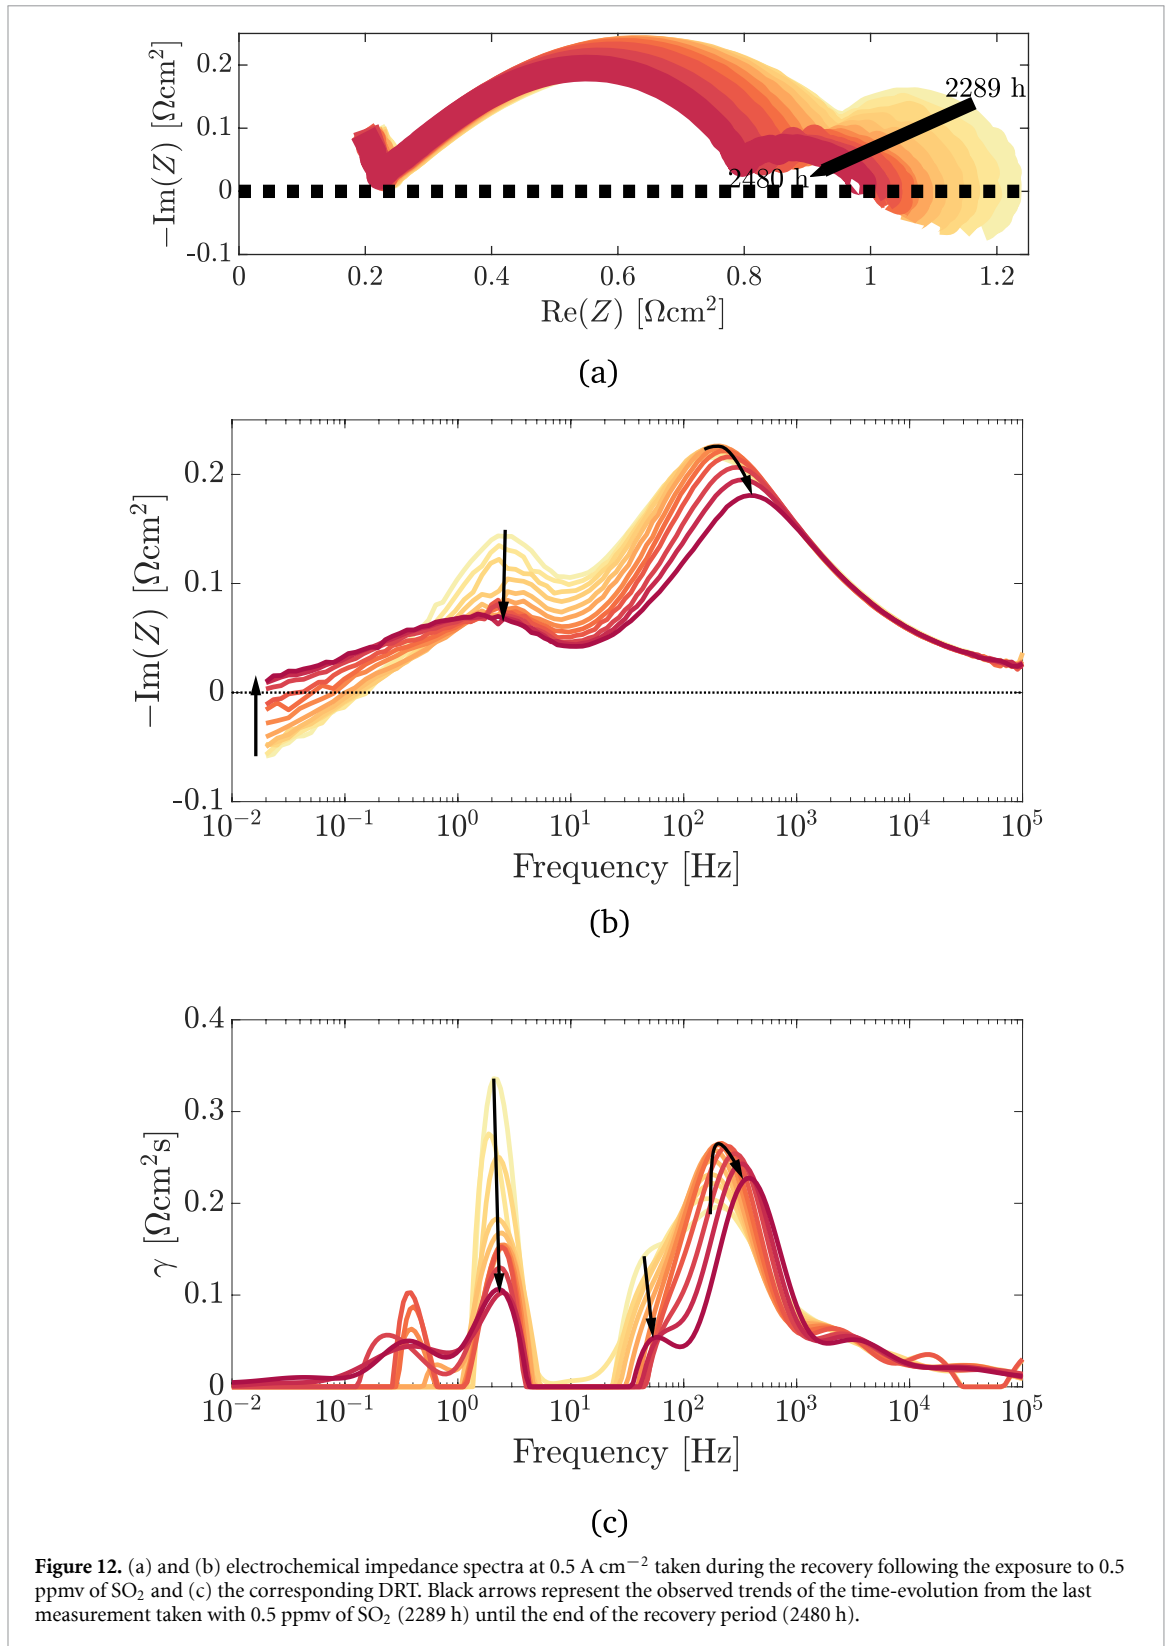 −Im(Z) [Ωcm²]
0.2
0.1
0
-0.1
2289 h
2480 h
0 0.2 0.4 0.6 0.8 1 1.2
Re(Z) [Ωcm²]
(a)
−Im(Z) [Ωcm²]
0.2
0.1
0
-0.1
10⁻² 10⁻¹ 10⁰ 10¹ 10² 10³ 10⁴ 10⁵
Frequency [Hz]
(b)
γ [Ωcm²s]
0.4
0.3
0.2
0.1
0
10⁻² 10⁻¹ 10⁰ 10¹ 10² 10³ 10⁴ 10⁵
Frequency [Hz]
(c)
Figure 12. (a) and (b) electrochemical impedance spectra at 0.5 A cm⁻² taken during the recovery following the exposure to 0.5
ppmv of SO₂ and (c) the corresponding DRT. Black arrows represent the observed trends of the time-evolution from the last
measurement taken with 0.5 ppmv of SO₂ (2289 h) until the end of the recovery period (2480 h).